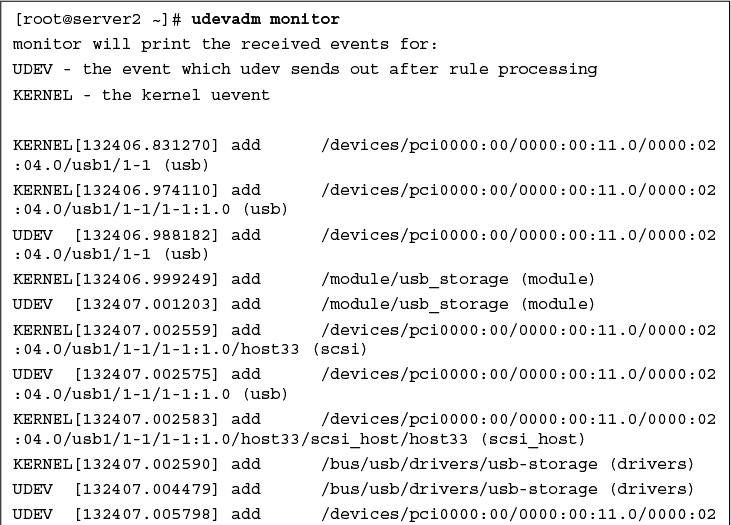 [root@server2 ~]# udevadm monitor
monitor will print the received events for:
UDEV - the event which udev sends out after rule processing
KERNEL - the kernel uevent
KERNEL[132406.831270] add /devices/pci0000:00/0000:00:11.0/0000:02
:04.0/usb1/1-1 (usb)
KERNEL[132406.974110] add /devices/pci0000:00/0000:00:11.0/0000:02
:04.0/usb1/1-1/1-1:1.0 (usb)
UDEV [132406.988182] add /devices/pci0000:00/0000:00:11.0/0000:02
:04.0/usb1/1-1 (usb)
KERNEL[132406.999249] add /module/usb_storage (module)
UDEV [132407.001203] add /module/usb_storage (module)
KERNEL[132407.002559] add /devices/pci0000:00/0000:00:11.0/0000:02
:04.0/usb1/1-1/1-1:1.0/host33 (scsi)
UDEV [132407.002575] add /devices/pci0000:00/0000:00:11.0/0000:02
:04.0/usb1/1-1/1-1:1.0 (usb)
KERNEL[132407.002583] add /devices/pci0000:00/0000:00:11.0/0000:02
:04.0/usb1/1-1/1-1:1.0/host33/scsi_host/host33 (scsi_host)
KERNEL[132407.002590] add /bus/usb/drivers/usb-storage (drivers)
UDEV [132407.004479] add /bus/usb/drivers/usb-storage (drivers)
UDEV [132407.005798] add /devices/pci0000:00/0000:00:11.0/0000:02